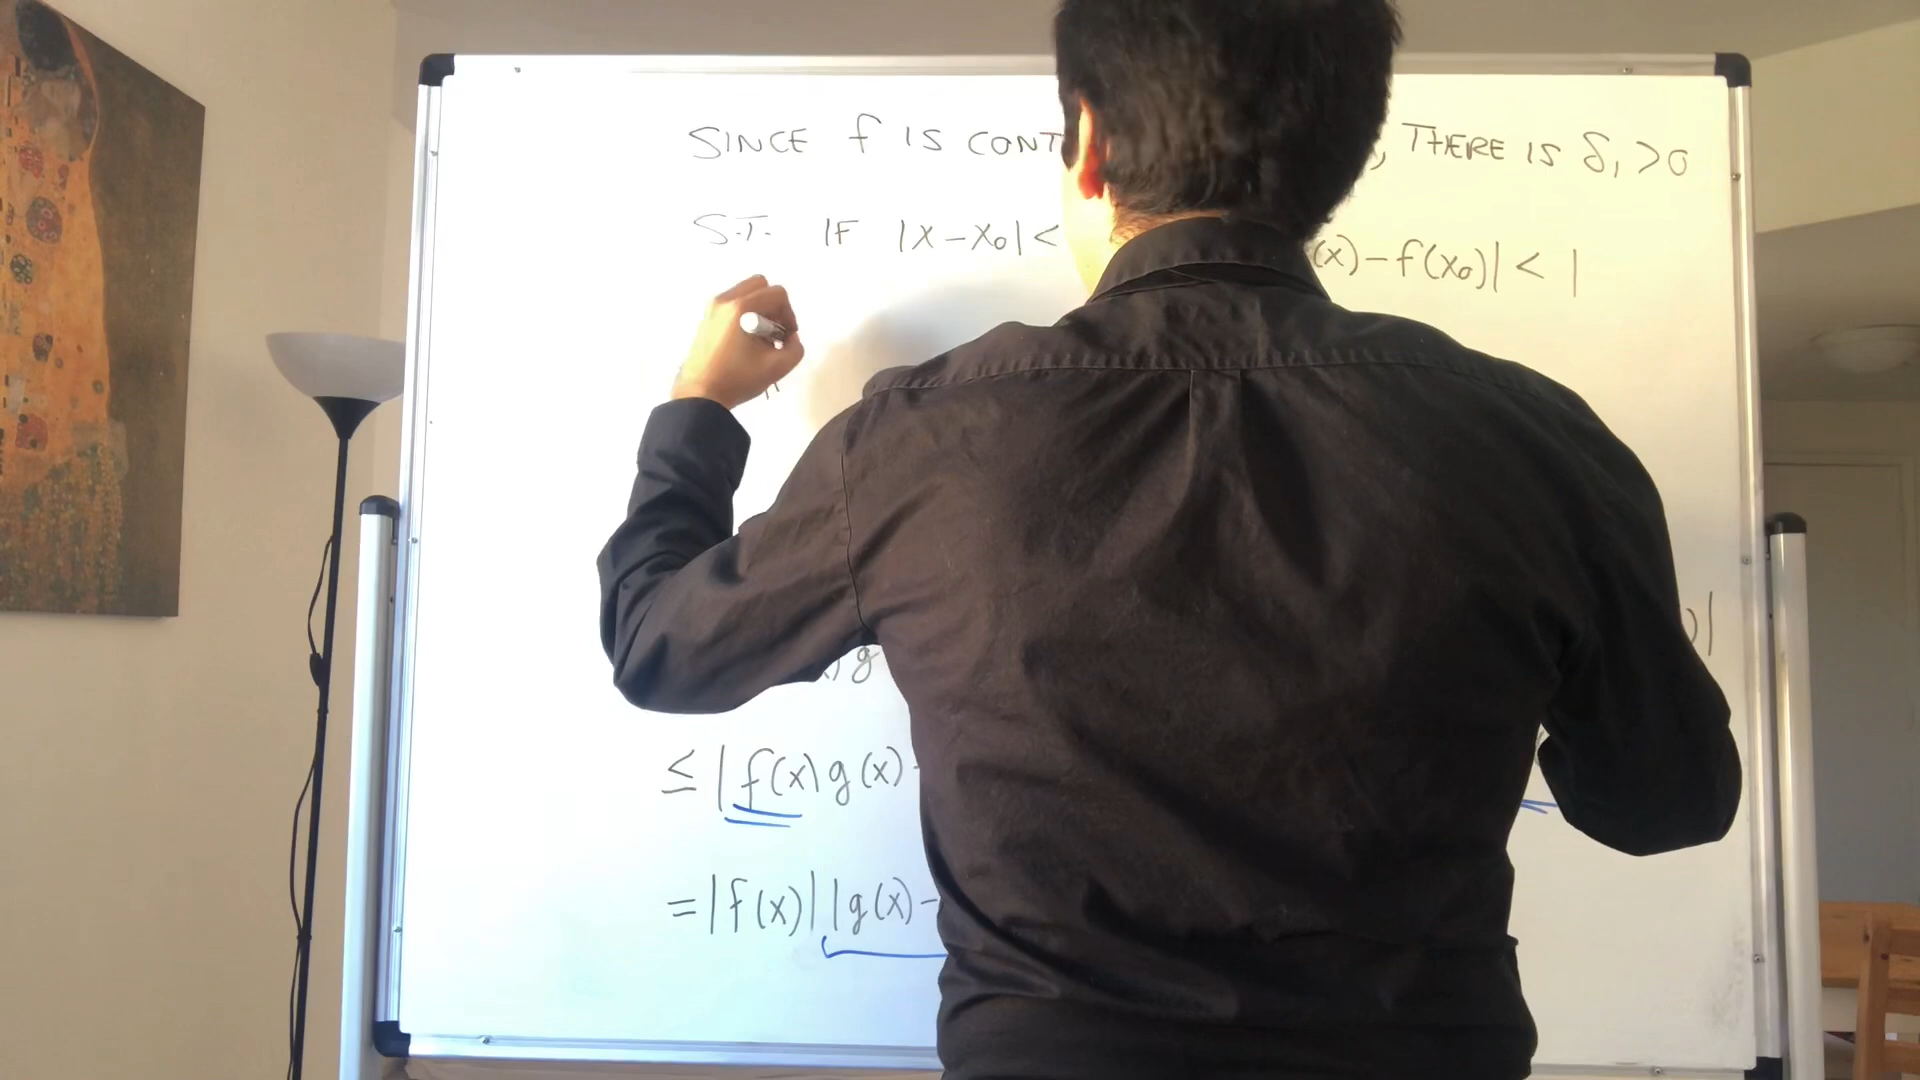 SINCE f IS CONT , THERE IS δ₁ >0
S.T. IF |x-x₀|< (x)-f(x₀)|< 1
)g )|
≤ |f(x)g(x)-
=|f(x)||g(x)-